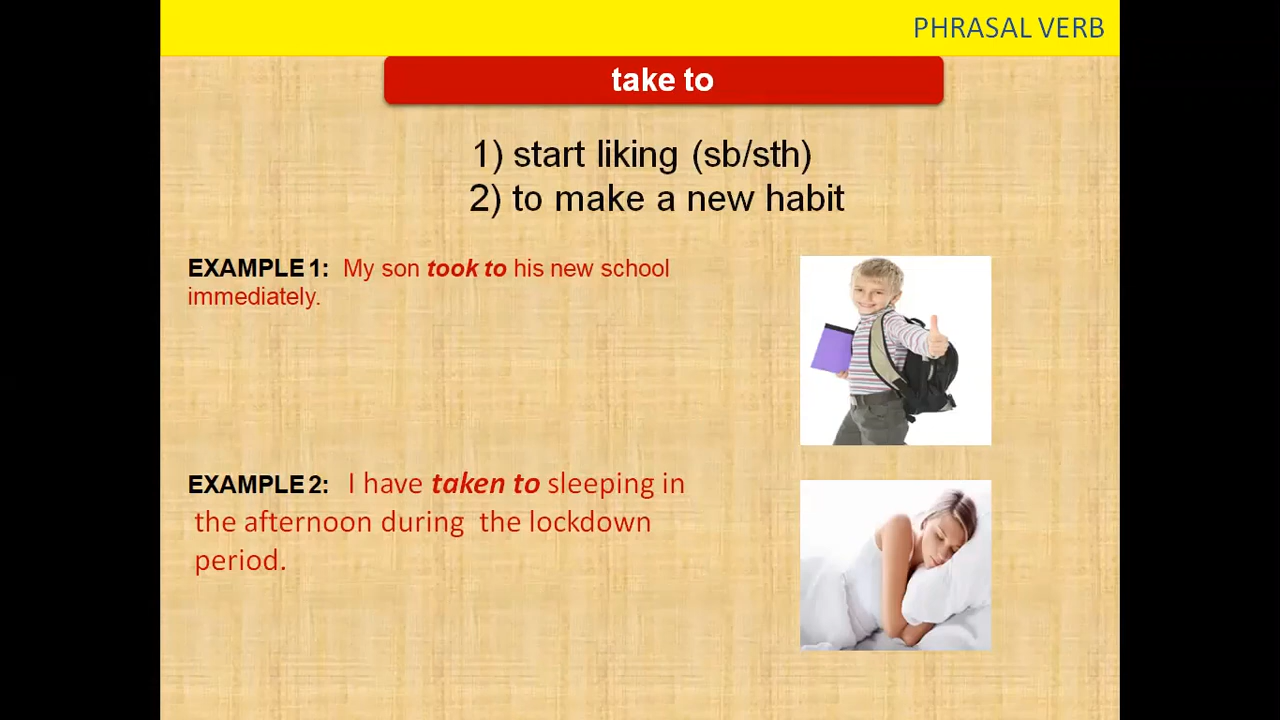 PHRASAL VERB
take to
1) start liking (sb/sth)
2) to make a new habit
EXAMPLE 1: My son took to his new school
immediately.
EXAMPLE 2: I have taken to sleeping in
the afternoon during the lockdown
period.